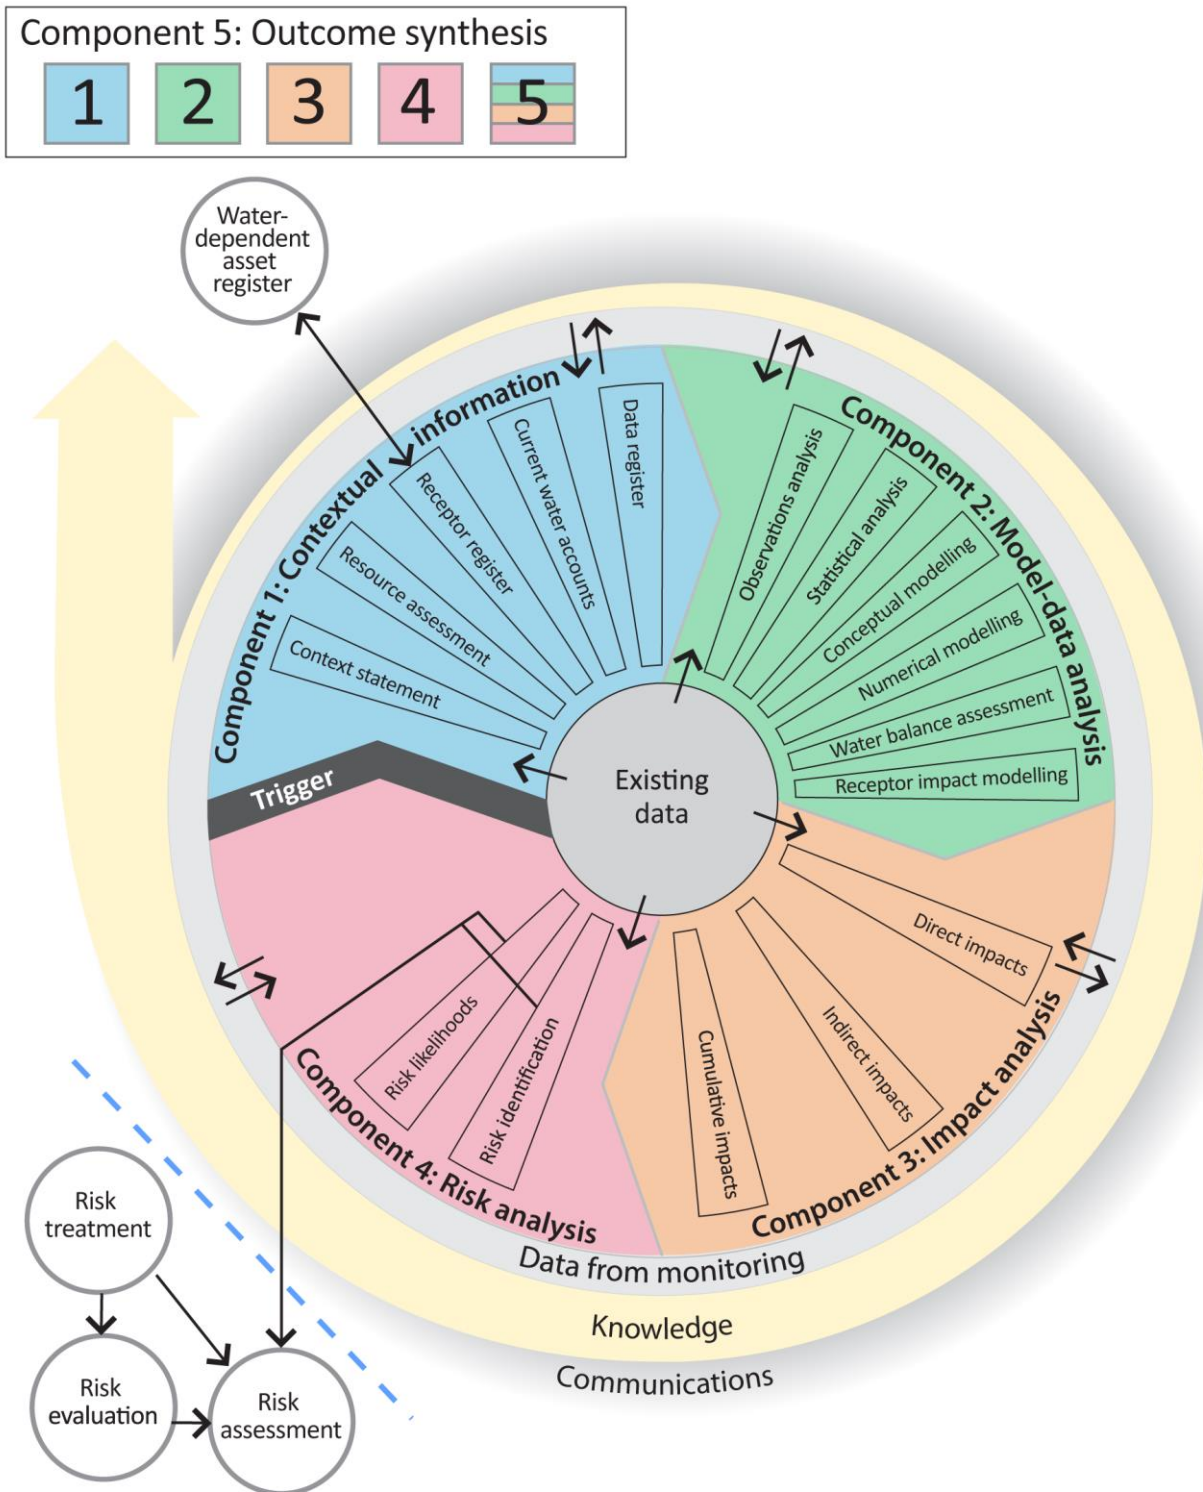 Component 5: Outcome synthesis
1 2 3 4 5
Water-
dependent
asset
register
Component 1: Contextual information
Context statement
Resource assessment
Receptor register
Current water accounts
Data register
Component 2: Model-data analysis
Observations analysis
Statistical analysis
Conceptual modelling
Numerical modelling
Water balance assessment
Receptor impact modelling
Trigger
Existing
data
Component 3: Impact analysis
Direct impacts
Indirect impacts
Cumulative impacts
Component 4: Risk analysis
Risk likelihoods
Risk identification
Data from monitoring
Knowledge
Communications
Risk
treatment
Risk
evaluation
Risk
assessment